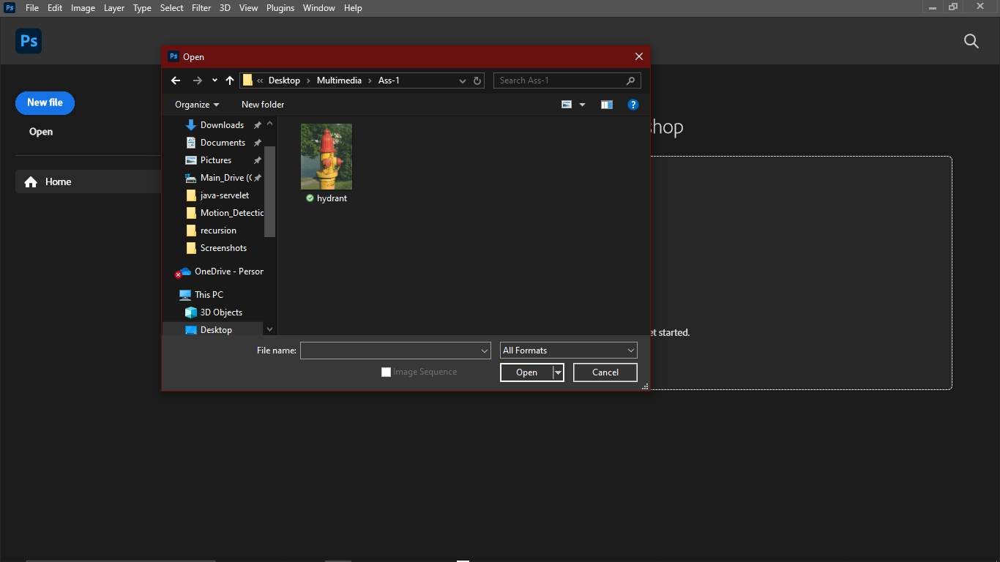 Ps File Edit Image Layer Type Select Filter 3D View Plugins Window Help
Ps
Ps Open
« Desktop > Multimedia > Ass-1
Search Ass-1
Organize New folder
New file
Open
Home
Downloads
Documents
Pictures
Main_Drive (C
java-servelet
Motion_Detectic
recursion
Screenshots
OneDrive - Person
This PC
3D Objects
Desktop
hydrant
hop
et started.
File name: All Formats
Image Sequence Open Cancel